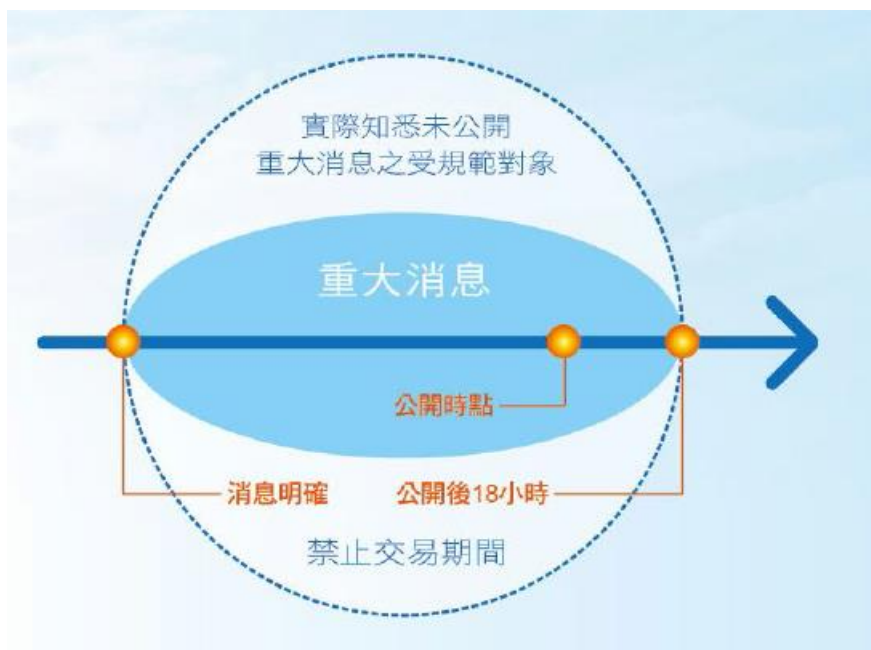 實際知悉未公開
重大消息之受規範對象
重大消息
公開時點
消息明確
公開後18小時
禁止交易期間